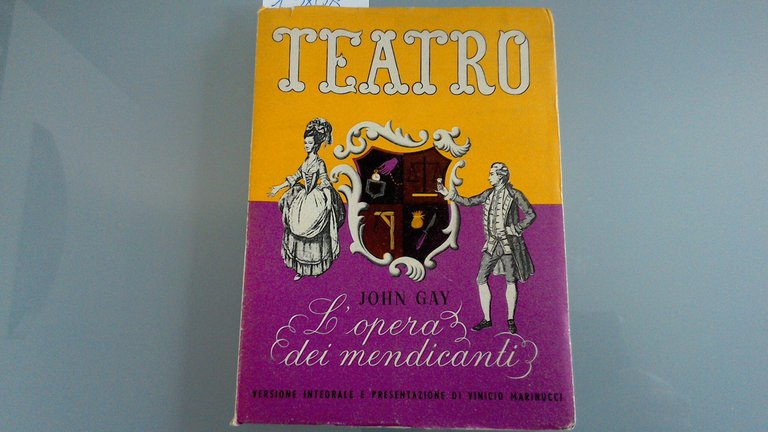 TEATRO
JOHN GAY
L'opera
dei mendicanti
VERSIONE INTEGRALE E PRESENTAZIONE DI VINICIO MARINUCCI